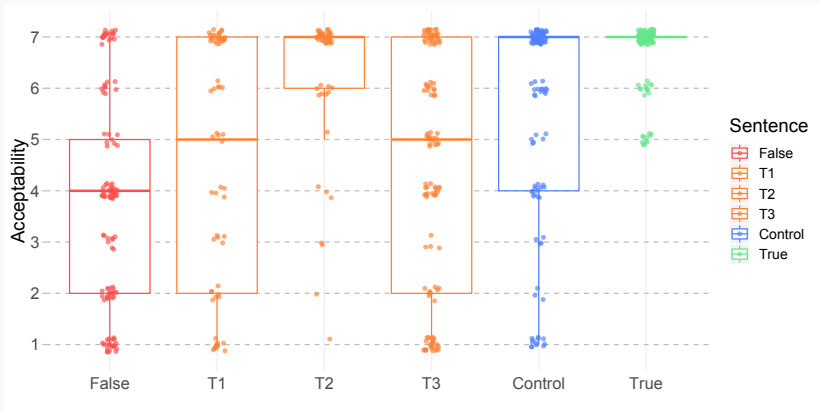 7
6
5
4
3
2
1
Acceptability
False
T1
T2
T3
Control
True
Sentence
False
T1
T2
T3
Control
True